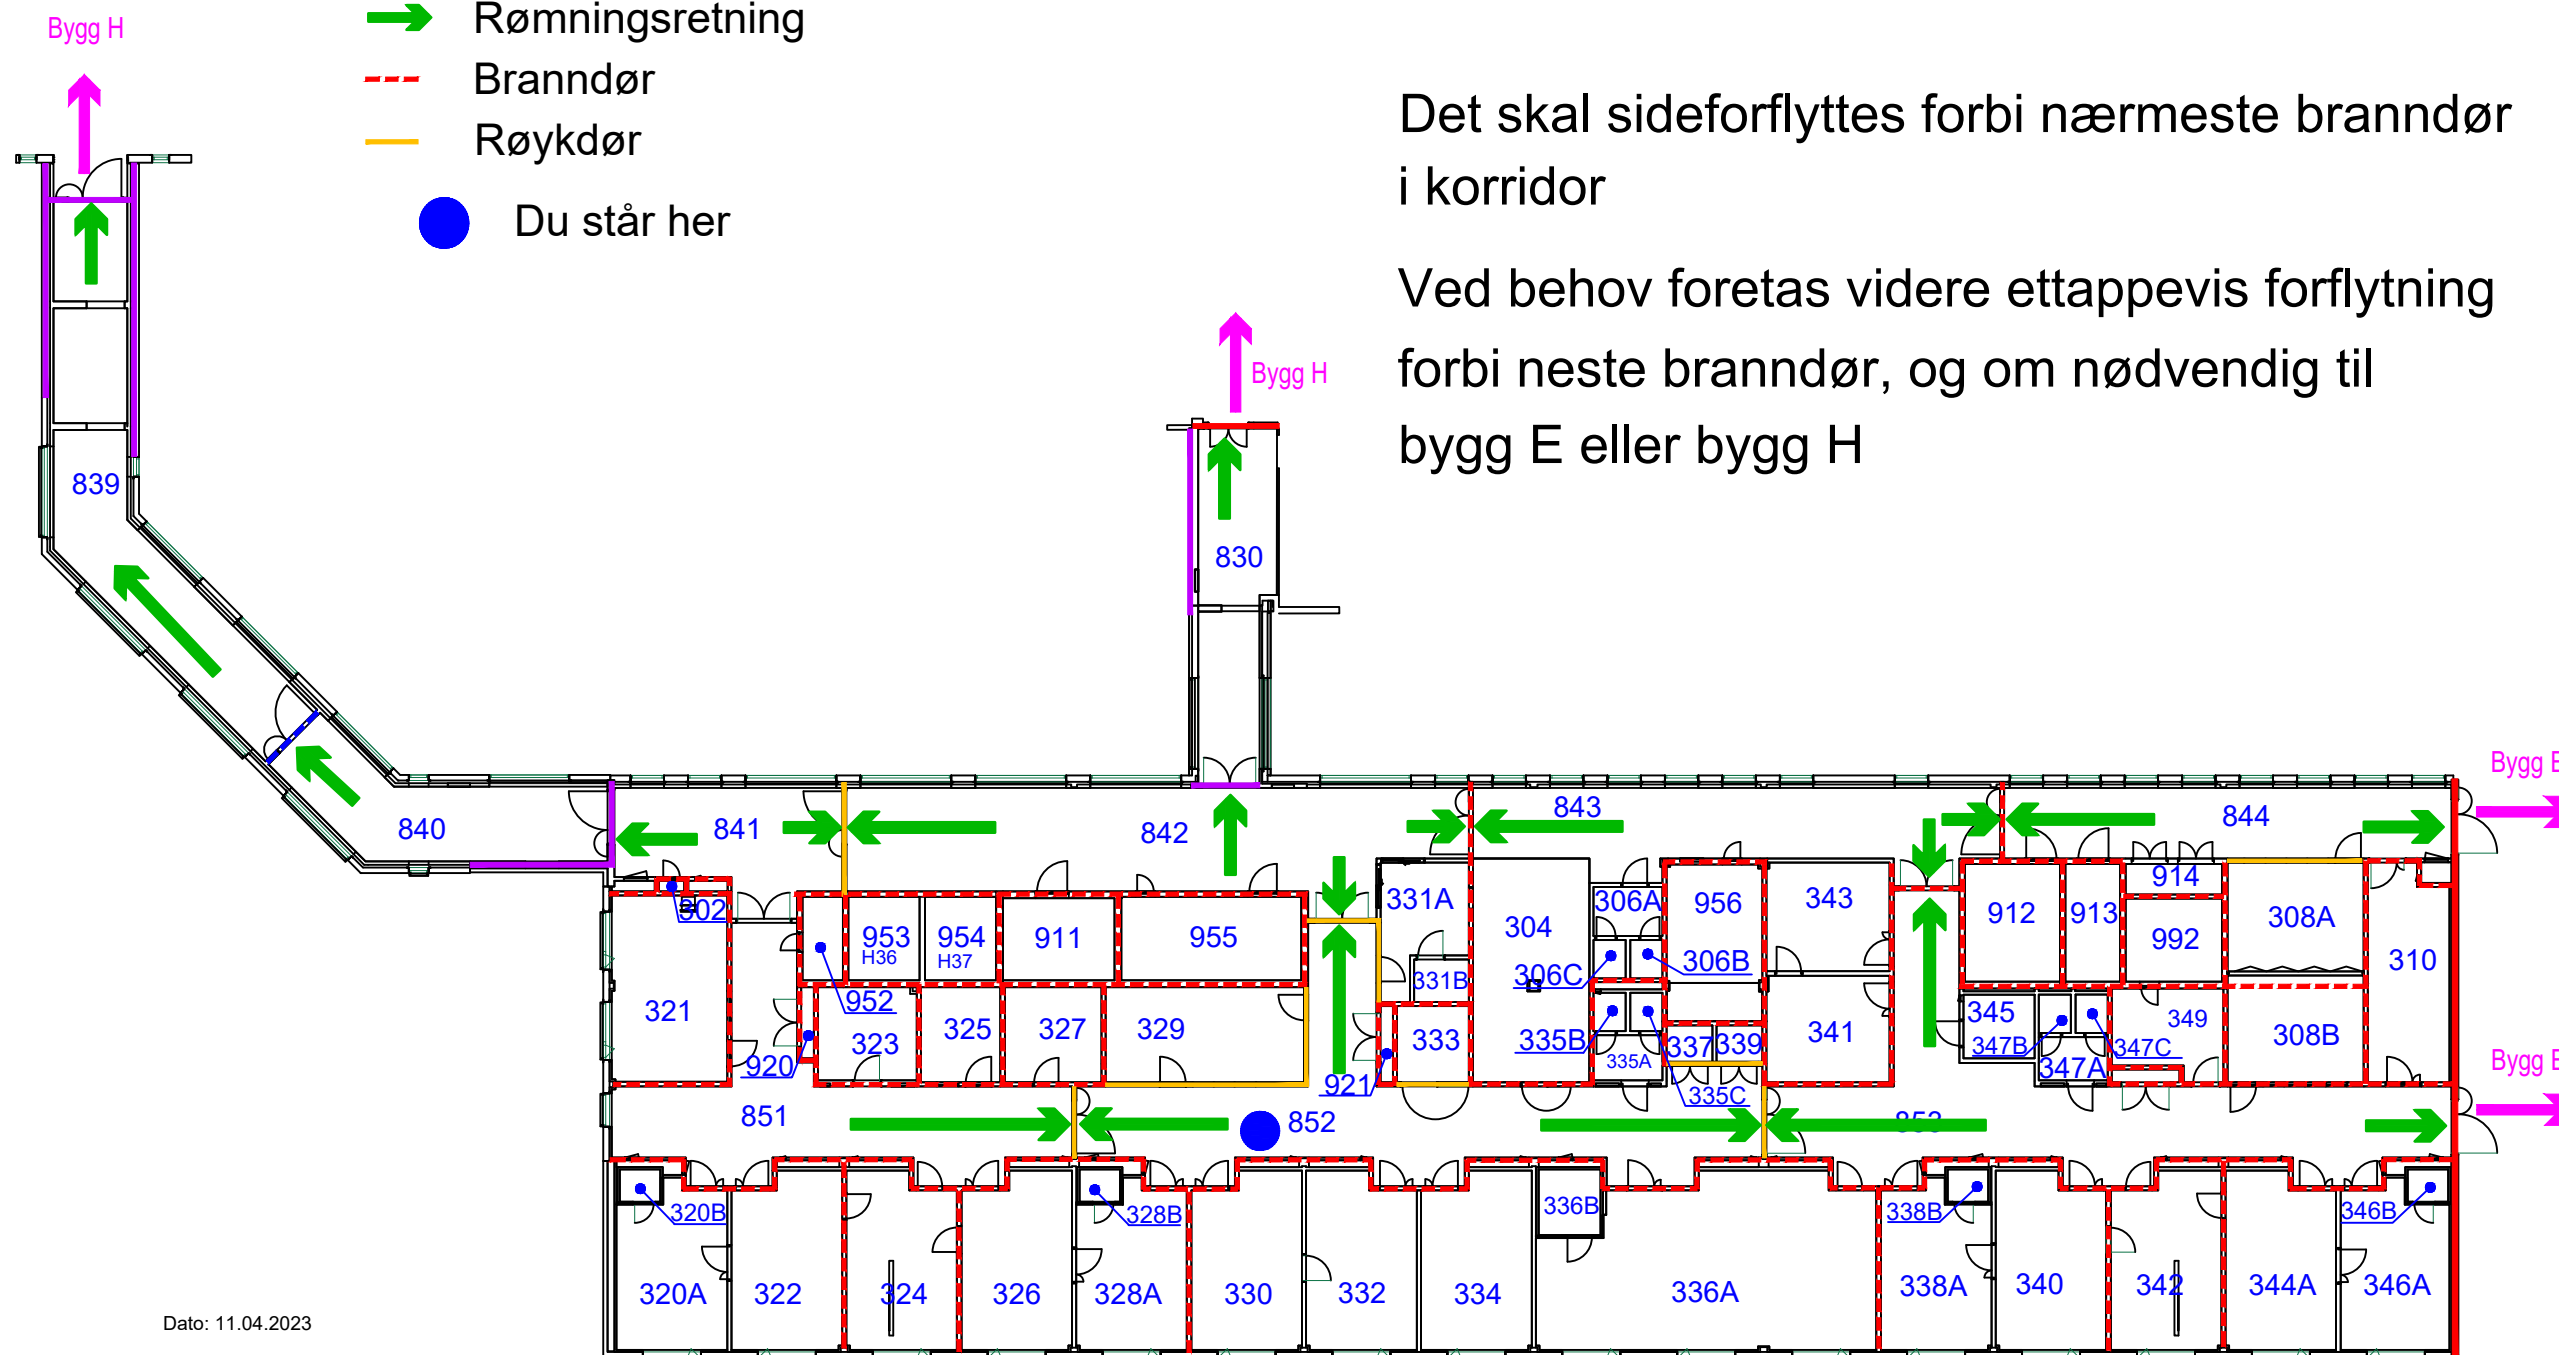 Bygg H
Rømningsretning
Branndør
Røykdør
Du står her
Det skal sideforflyttes forbi nærmeste branndør
i korridor
Ved behov foretas videre ettappevis forflytning
forbi neste branndør, og om nødvendig til
bygg E eller bygg H
Bygg H
839
830
Bygg E
840
841
842
843
844
302
331A
304
306A
956
343
912
913
914
992
308A
310
953
H36
954
H37
911
955
331B
306C
306B
952
321
323
325
327
329
333
335B
335A
337
339
341
345
347B
347A
347C
349
308B
920
921
335C
Bygg E
851
852
853
320B
328B
336B
338B
346B
320A
322
324
326
328A
330
332
334
336A
338A
340
342
344A
346A
Dato: 11.04.2023